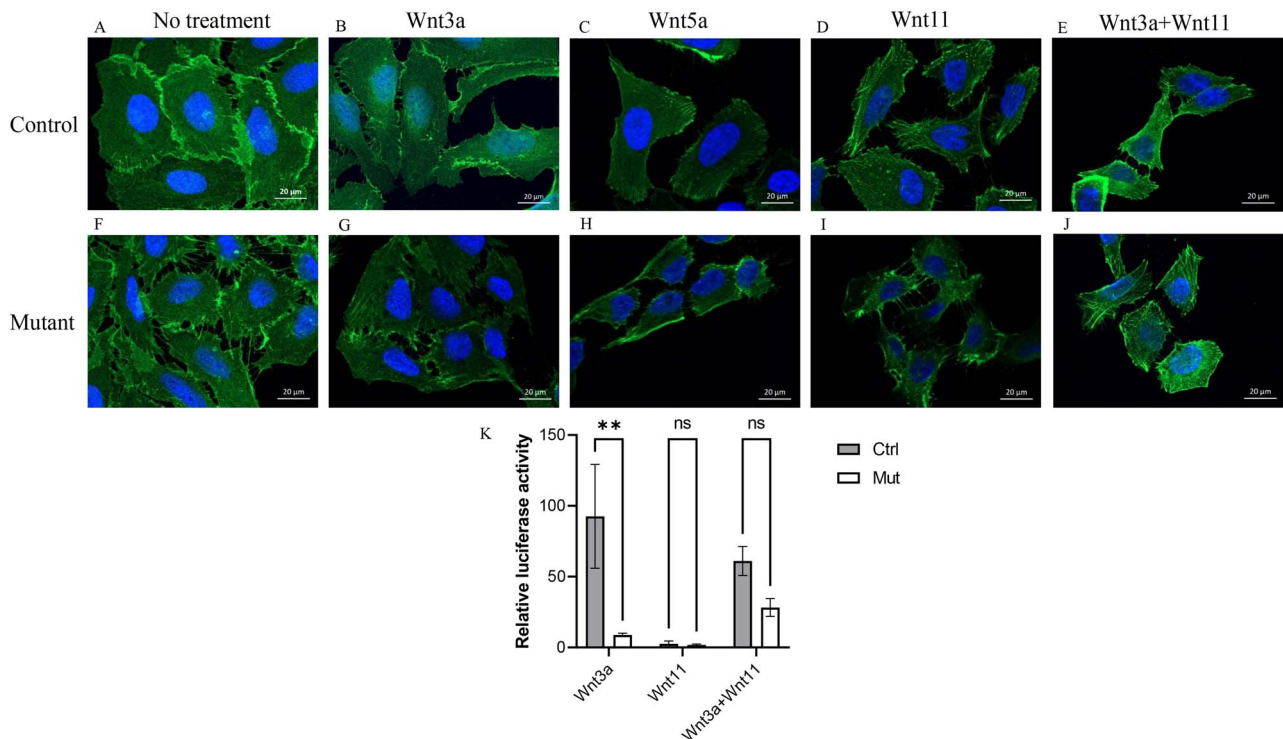 No treatment Wnt3a Wnt5a Wnt11 Wnt3a+Wnt11
A B C D E
Control
20 µm 20 µm 20 µm 20 µm 20 µm
F G H I J
Mutant
20 µm 20 µm 20 µm 20 µm 20 µm
K
** ns ns
150
100
50
0
Relative luciferase activity
Wnt3a Wnt11 Wnt3a+Wnt11
Ctrl
Mut